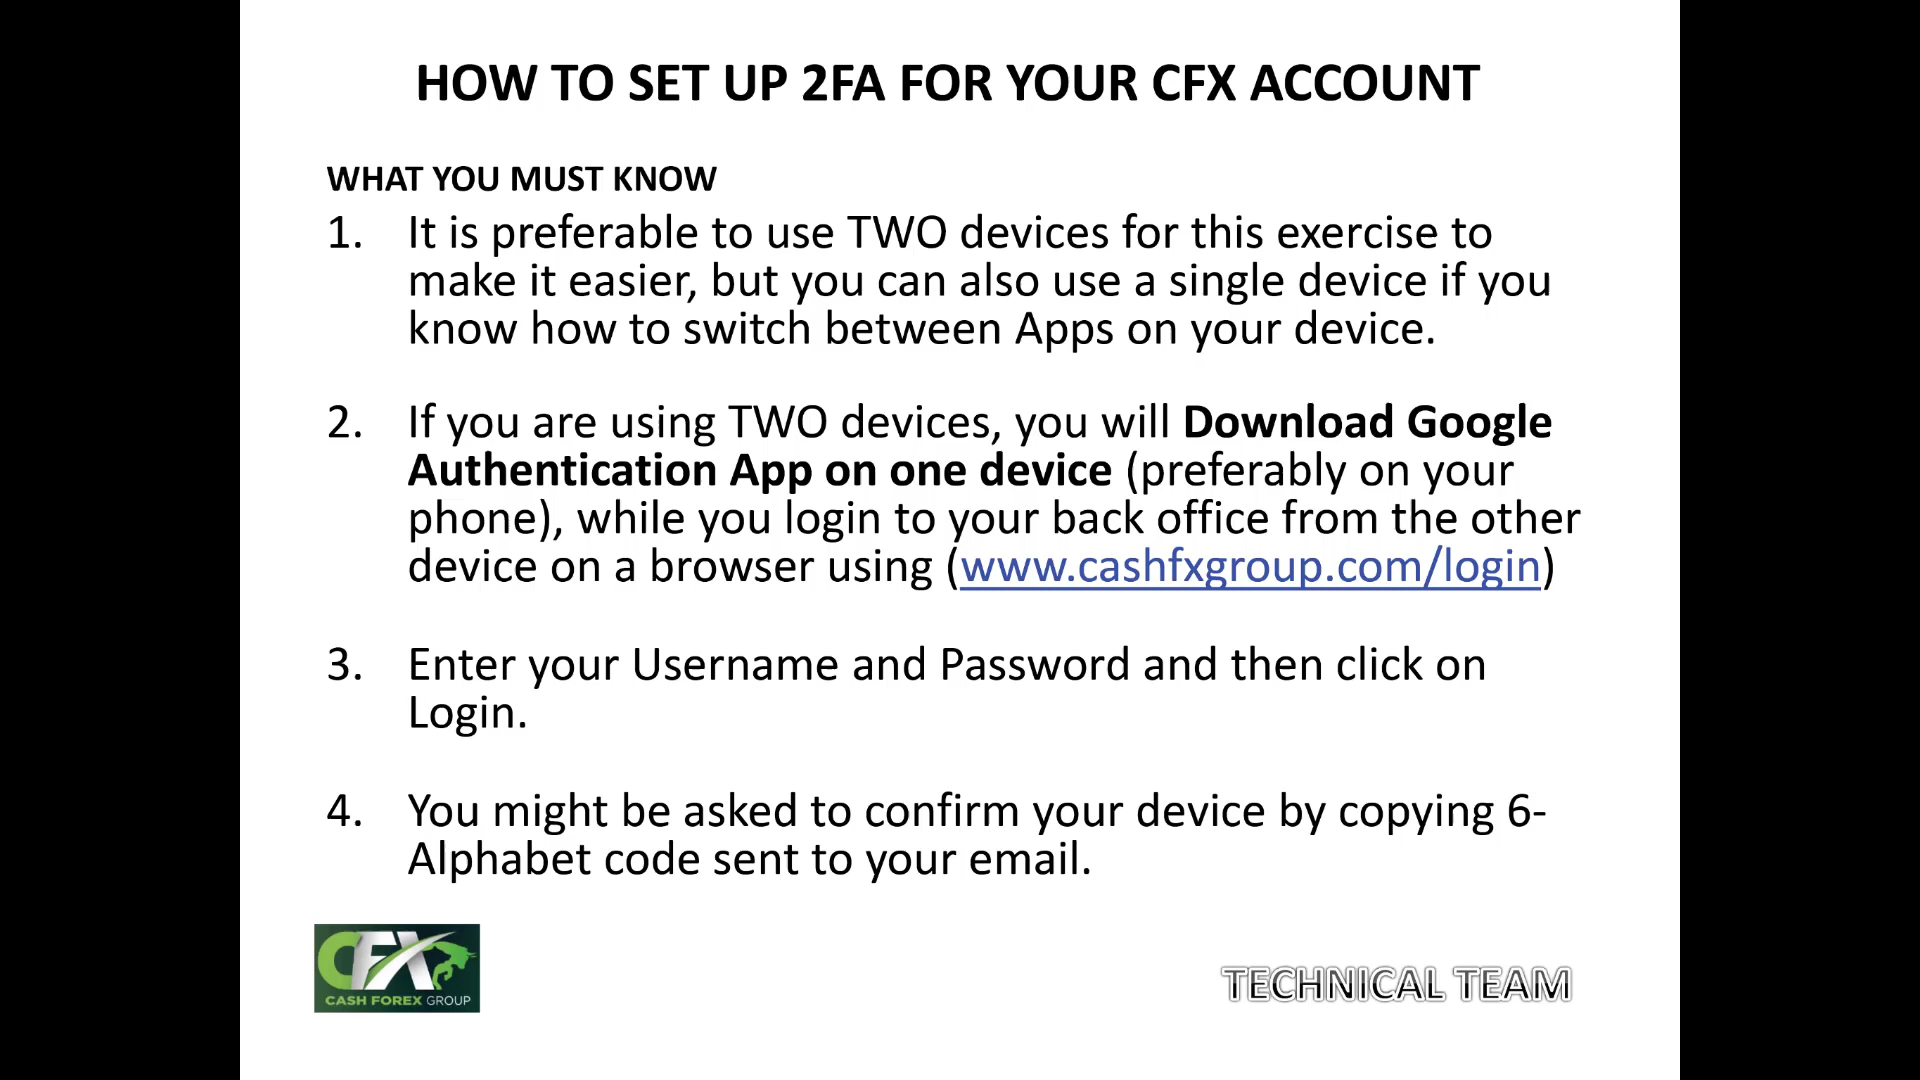 HOW TO SET UP 2FA FOR YOUR CFX ACCOUNT
WHAT YOU MUST KNOW
1. It is preferable to use TWO devices for this exercise to
make it easier, but you can also use a single device if you
know how to switch between Apps on your device.
2. If you are using TWO devices, you will Download Google
Authentication App on one device (preferably on your
phone), while you login to your back office from the other
device on a browser using (www.cashfxgroup.com/login)
3. Enter your Username and Password and then click on
Login.
4. You might be asked to confirm your device by copying 6-
Alphabet code sent to your email.
CFX
CASH FOREX GROUP
TECHNICAL TEAM